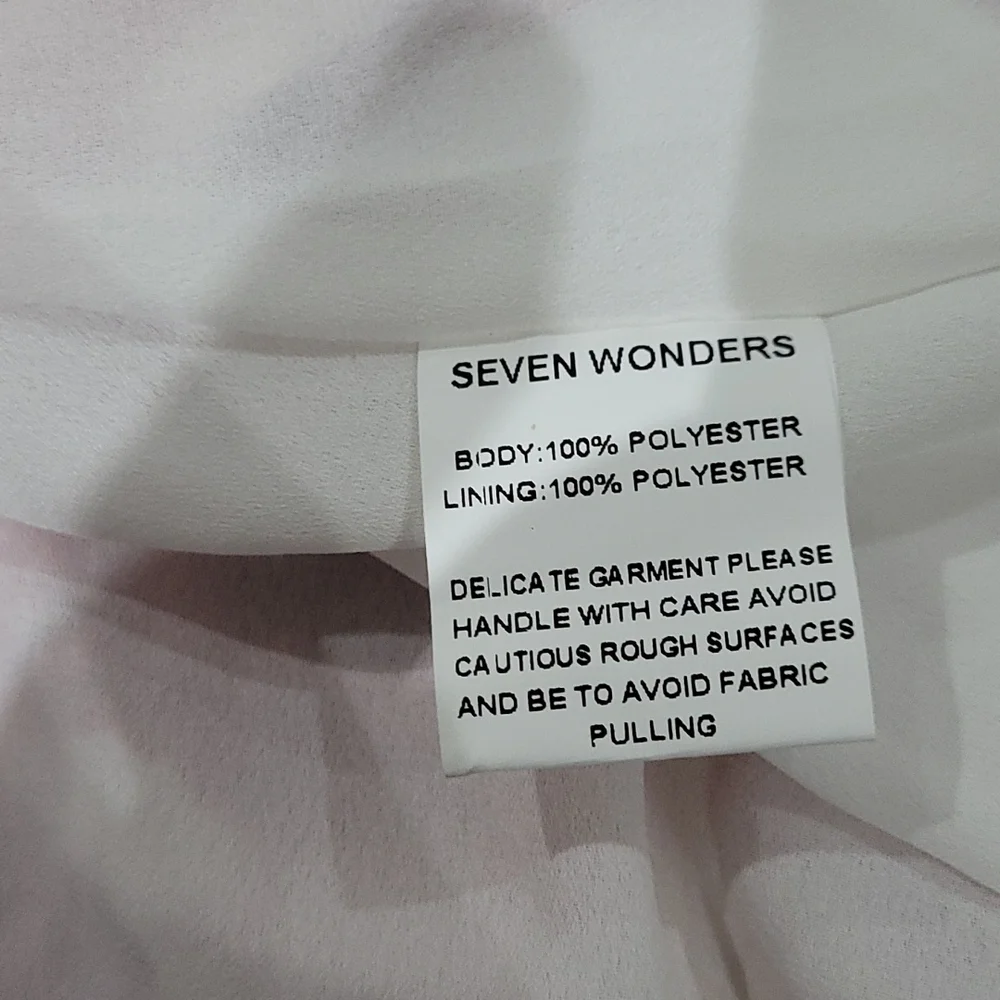 SEVEN WONDERS
BODY:100% POLYESTER
LINING:100% POLYESTER
DELICATE GARMENT PLEASE
HANDLE WITH CARE AVOID
CAUTIOUS ROUGH SURFACES
AND BE TO AVOID FABRIC
PULLING